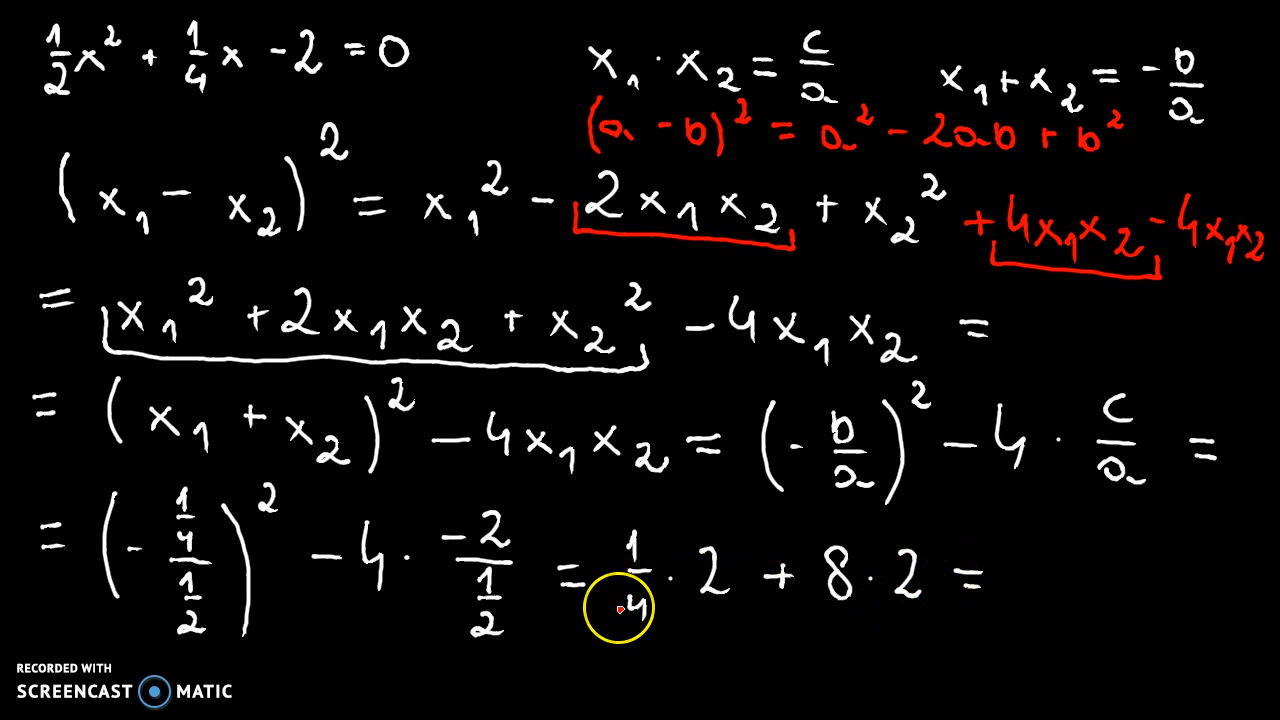 ½x² + ¼x - 2 = 0
x₁ · x₂ = c/a
x₁ + x₂ = - b/a
(a - b)² = a² - 2ab + b²
(x₁ - x₂)² = x₁² - 2x₁x₂ + x₂² + 4x₁x₂ - 4x₁x₂
= x₁² + 2x₁x₂ + x₂² - 4x₁x₂ =
= (x₁ + x₂)² - 4x₁x₂ = (- b/a)² - 4 · c/a =
= (- (1/4)/(1/2))² - 4 · (-2)/(1/2) = 1/4 · 2 + 8 · 2 =
RECORDED WITH
SCREENCAST MATIC